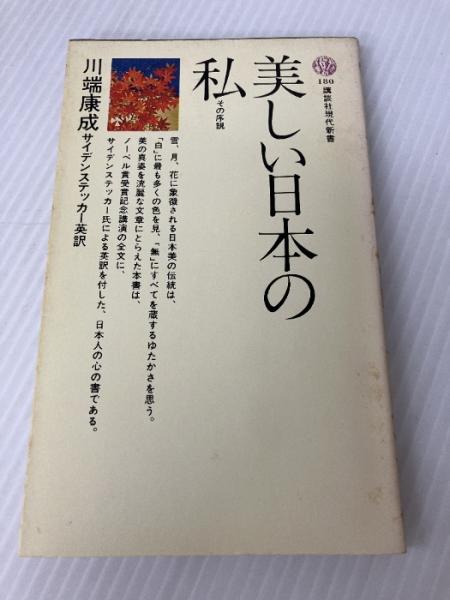 180
講談社現代新書
美しい日本の
私
その序説
雪、月、花に象徴される日本美の伝統は、
「白」に最も多くの色を見、「無」にすべてを蔵するゆたかさを思う。
美の真姿を流麗な文章にとらえた本書は、
ノーベル賞受賞記念講演の全文に、
サイデンステッカー氏による英訳を付した、日本人の心の書である。
川端康成
サイデンステッカー英訳